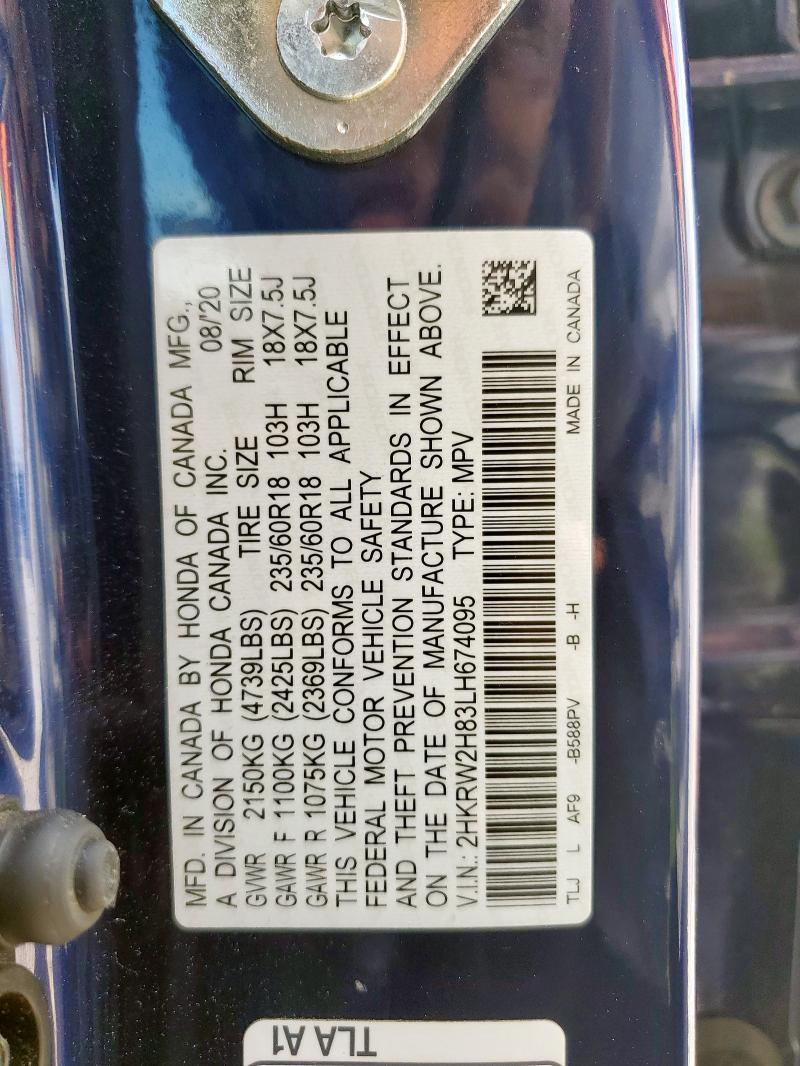 MFD. IN CANADA BY HONDA OF CANADA MFG.,
A DIVISION OF HONDA CANADA INC. 08/'20
GVWR 2150KG (4739LBS) TIRE SIZE RIM SIZE
GAWR F 1100KG (2425LBS) 235/60R18 103H 18X7.5J
GAWR R 1075KG (2369LBS) 235/60R18 103H 18X7.5J
THIS VEHICLE CONFORMS TO ALL APPLICABLE
FEDERAL MOTOR VEHICLE SAFETY
AND THEFT PREVENTION STANDARDS IN EFFECT
ON THE DATE OF MANUFACTURE SHOWN ABOVE.
V.I.N.: 2HKRW2H83LH674095 TYPE: MPV
TLJ L AF9 -B588PV -B -H MADE IN CANADA
TLA A1